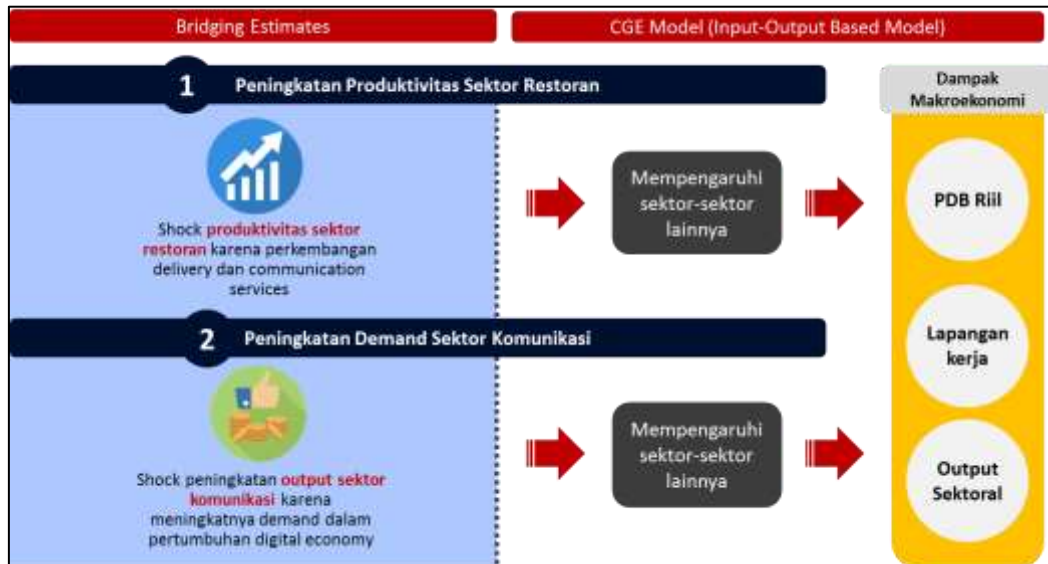 Bridging Estimates
CGE Model (Input-Output Based Model)
1
Peningkatan Produktivitas Sektor Restoran
Shock produktivitas sektor
restoran karena perkembangan
delivery dan communication
services
Mempengaruhi
sektor-sektor
lainnya
2
Peningkatan Demand Sektor Komunikasi
Shock peningkatan output sektor
komunikasi karena
meningkatnya demand dalam
pertumbuhan digital economy
Mempengaruhi
sektor-sektor
lainnya
Dampak
Makroekonomi
PDB Riil
Lapangan
kerja
Output
Sektoral